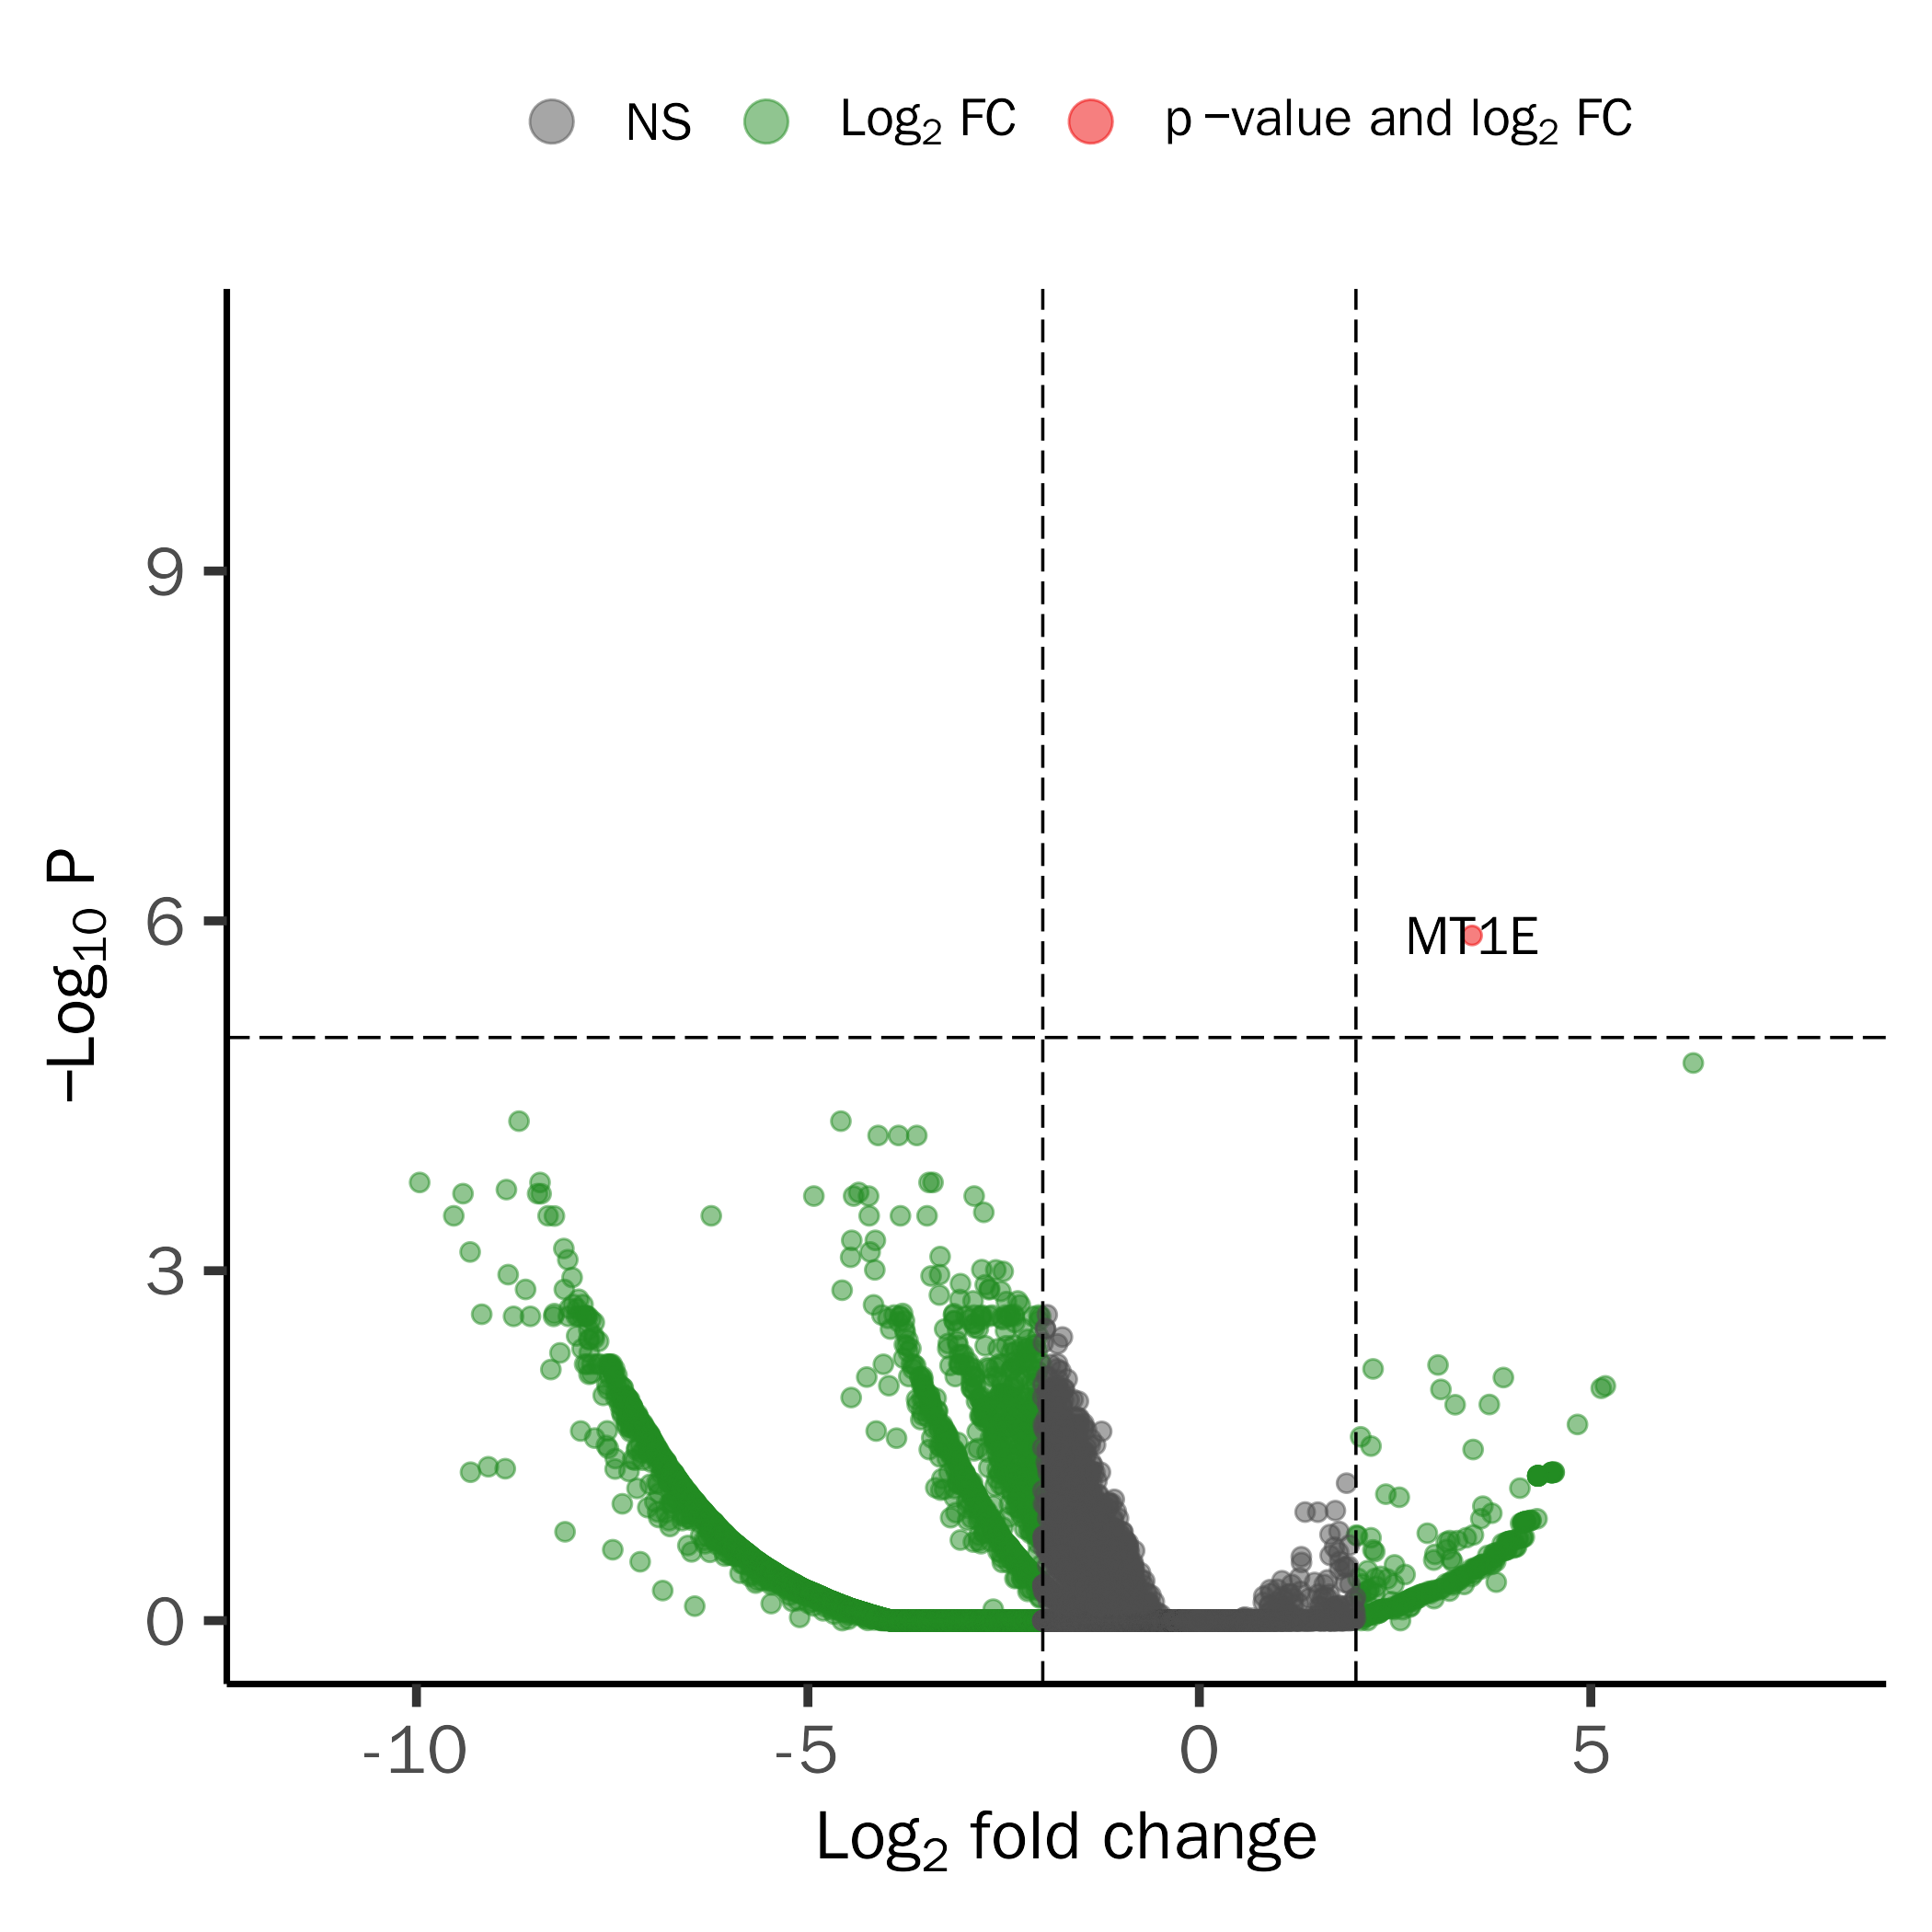 NS Log₂ FC p −value and log₂ FC
−Log₁₀ P
9
6
3
0
MT1E
-10 -5 0 5
Log₂ fold change